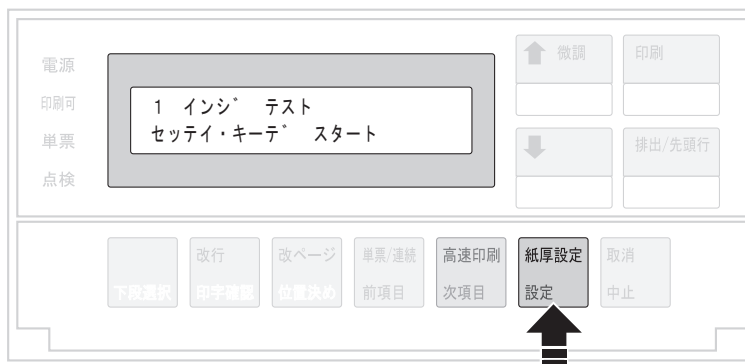 電源
印刷可
単票
点検
1 インジ テスト
セッテイ・キーデ スタート
微調
印刷
排出/先頭行
下段選択
改行
印字確認
改ページ
位置決め
単票/連続
前項目
高速印刷
次項目
紙厚設定
設定
取消
中止